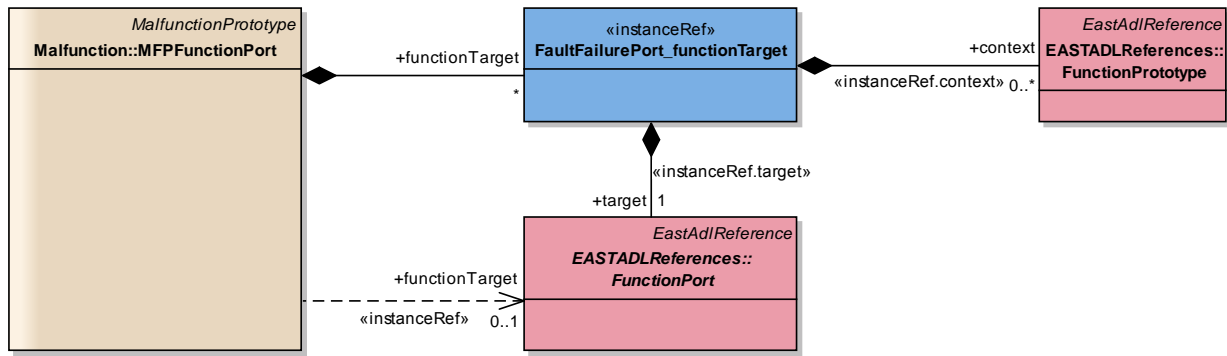 MalfunctionPrototype
Malfunction::MFPFunctionPort
+functionTarget
*
«instanceRef»
FaultFailurePort_functionTarget
+context
«instanceRef.context»
0..*
EastAdlReference
EASTADLReferences::
FunctionPrototype
«instanceRef.target»
+target
1
EastAdlReference
EASTADLReferences::
FunctionPort
+functionTarget
«instanceRef»
0..1